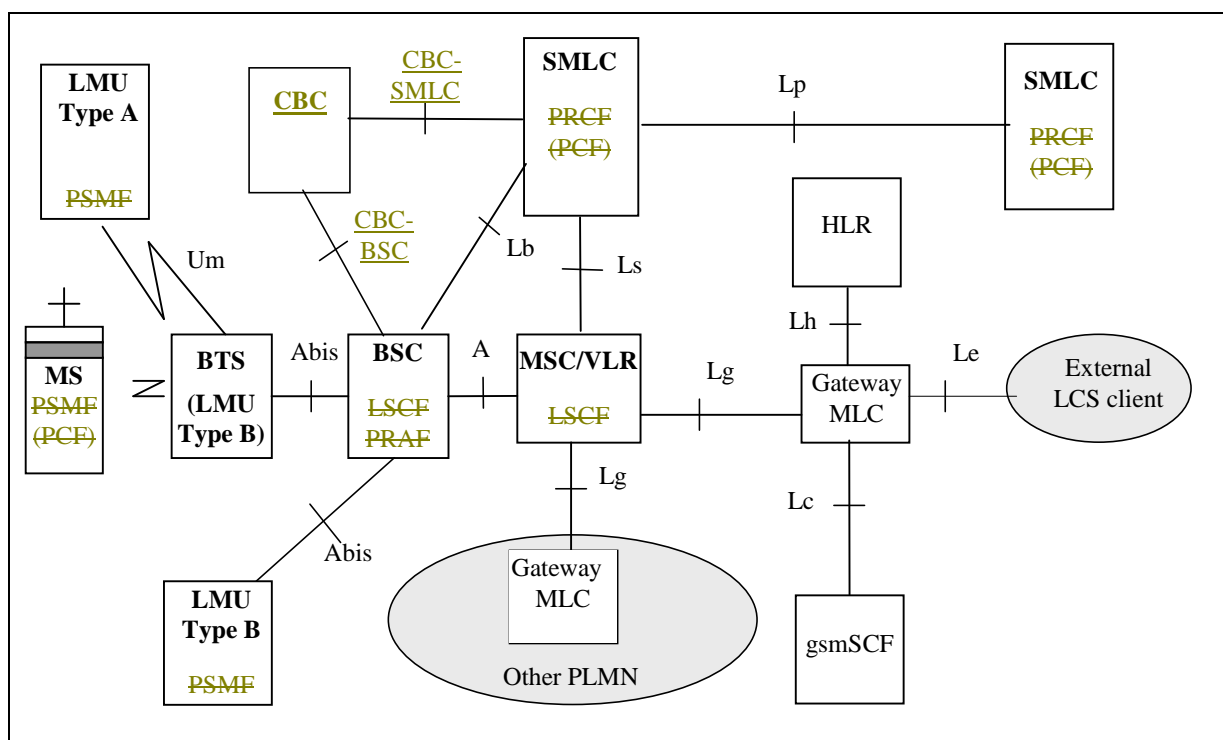 LMU
Type A
PSMF
CBC
CBC-
SMLC
SMLC
PRCF
(PCF)
Lp
SMLC
PRCF
(PCF)
Um
CBC-
BSC
Lb
Ls
HLR
Lh
MS
PSMF
(PCF)
BTS
(LMU
Type B)
Abis
BSC
LSCF
PRAF
A
MSC/VLR
LSCF
Lg
Gateway
MLC
Le
External
LCS client
Abis
Lg
Lc
LMU
Type B
PSMF
Gateway
MLC
Other PLMN
gsmSCF